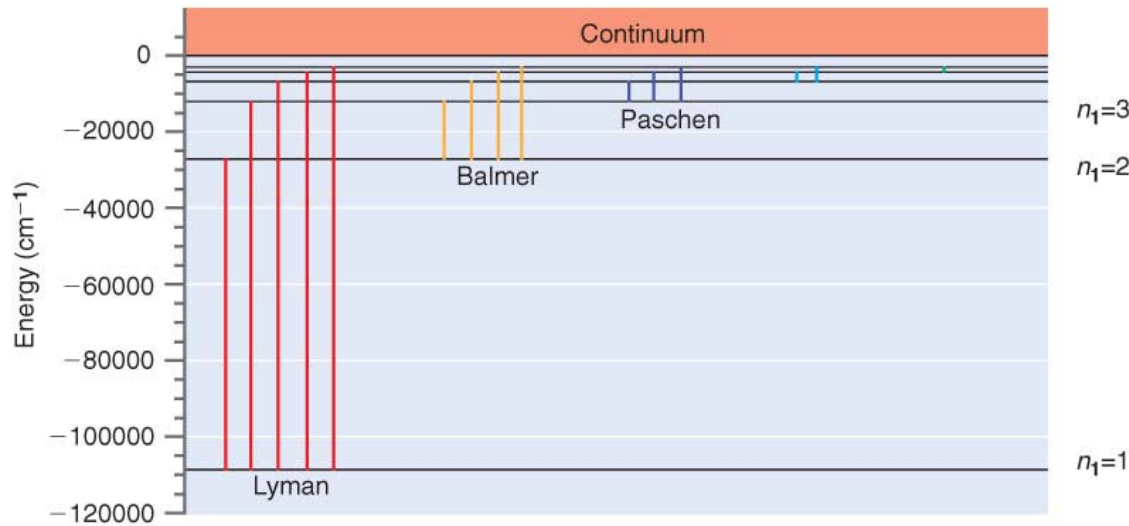 Continuum
0
−20000
−40000
−60000
−80000
−100000
−120000
Energy (cm⁻¹)
Lyman
Balmer
Paschen
n₁=3
n₁=2
n₁=1